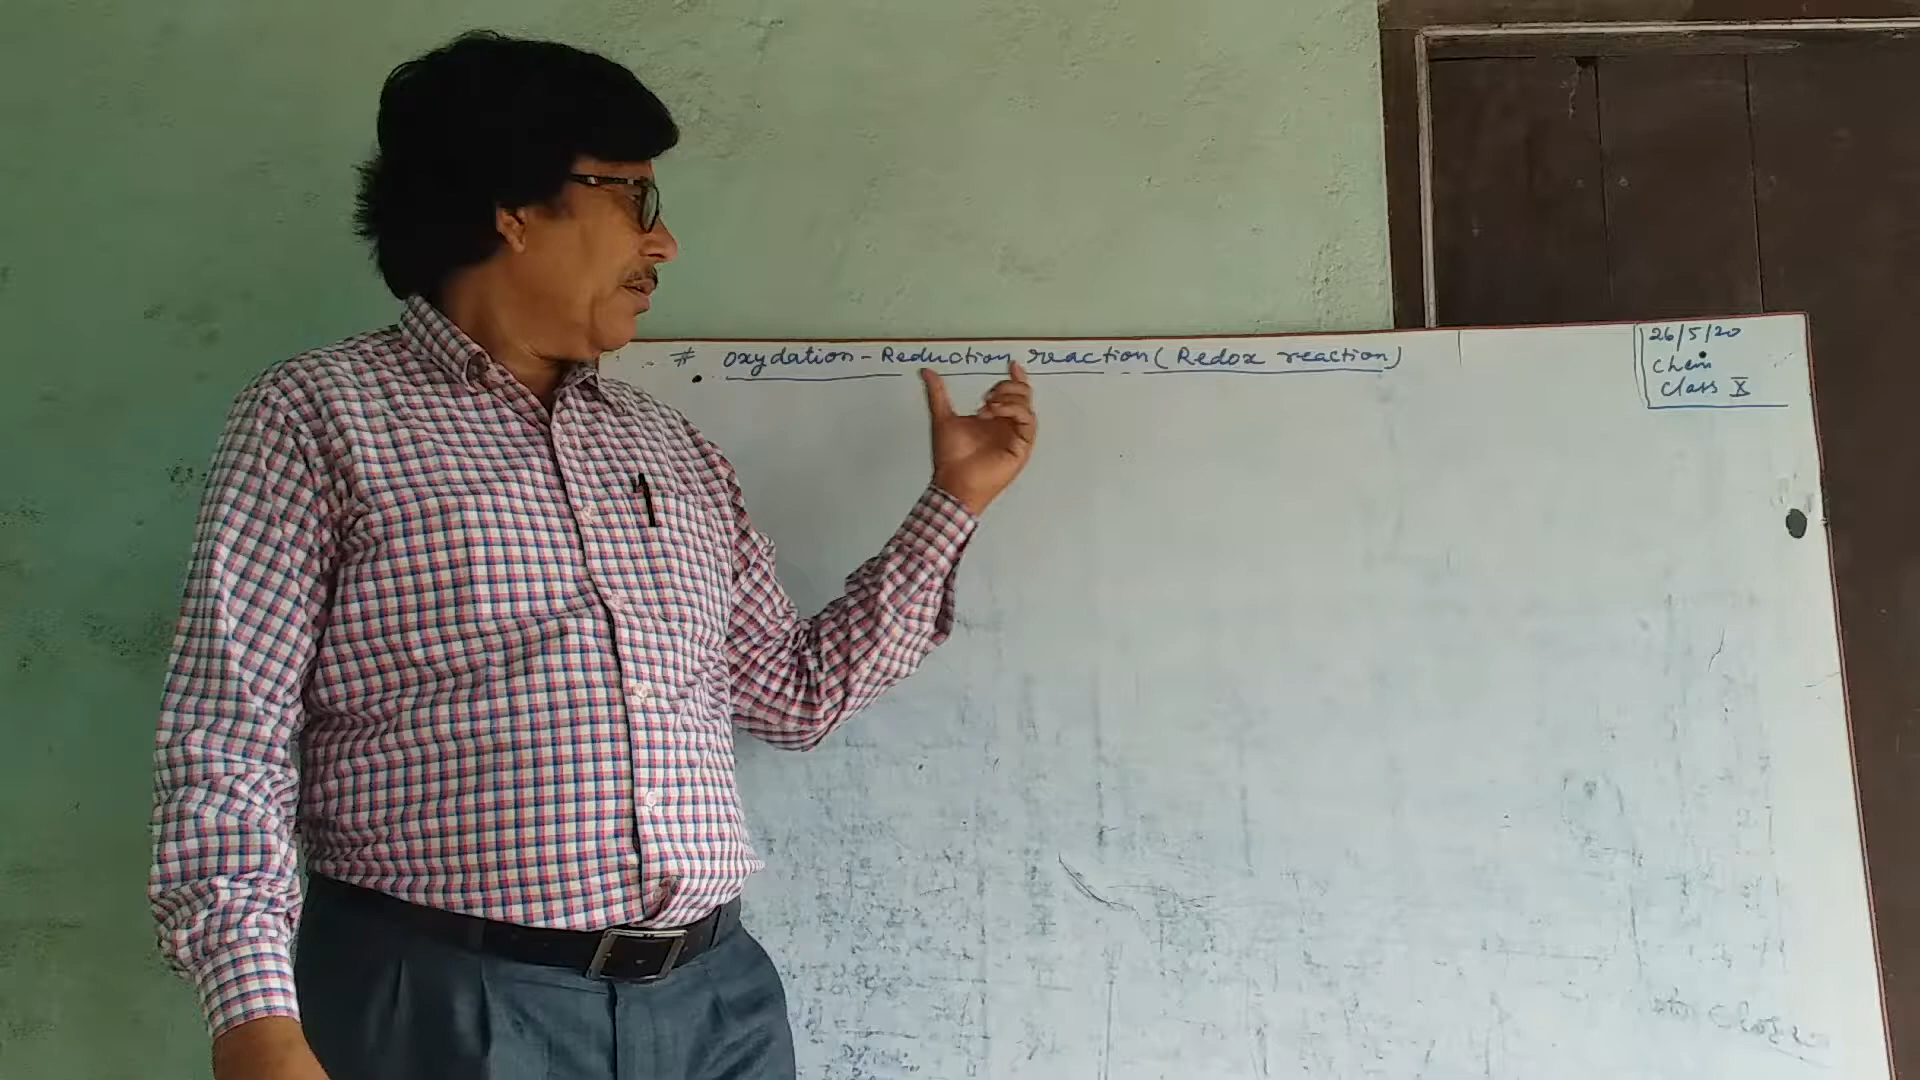 # Oxydation - Reduction reaction (Redox reaction)
26/5/20
Chem
Class X